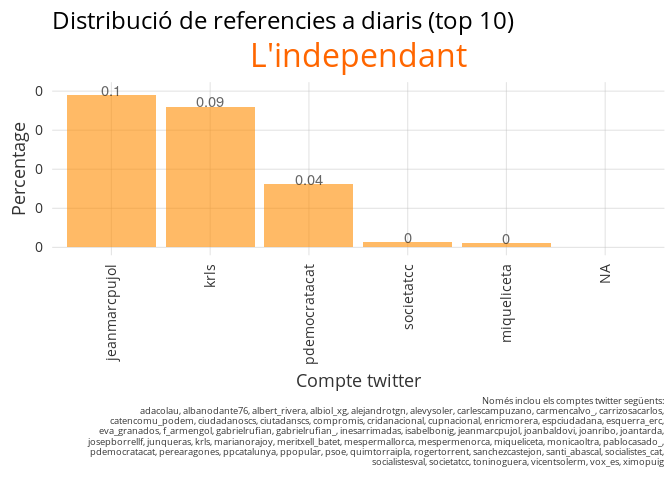 Distribució de referencies a diaris (top 10)
L'independant
Percentage
0
0
0
0
0
0.1
0.09
0.04
0
0
jeanmarcpujol
krls
pdemocratacat
societatcc
miqueliceta
NA
Compte twitter
Només inclou els comptes twitter següents:
adacolau, albanodante76, albert_rivera, albiol_xg, alejandrotgn, alevysoler, carlescampuzano, carmencalvo_, carrizosacarlos,
catencomu_podem, ciudadanoscs, ciutadanscs, compromis, cridanacional, cupnacional, enricmorera, espciudadana, esquerra_erc,
eva_granados, f_armengol, gabrielrufian, gabrielrufian_, inesarrimadas, isabelbonig, jeanmarcpujol, joanbaldovi, joanribo, joantarda,
josepborrellf, junqueras, krls, marianorajoy, meritxell_batet, mespermallorca, mespermenorca, miqueliceta, monicaoltra, pablocasado_,
pdemocratacat, perearagones, ppcatalunya, ppopular, psoe, quimtorraipla, rogertorrent, sanchezcastejon, santi_abascal, socialistes_cat,
socialistesval, societatcc, toninoguera, vicentsolerm, vox_es, ximopuig